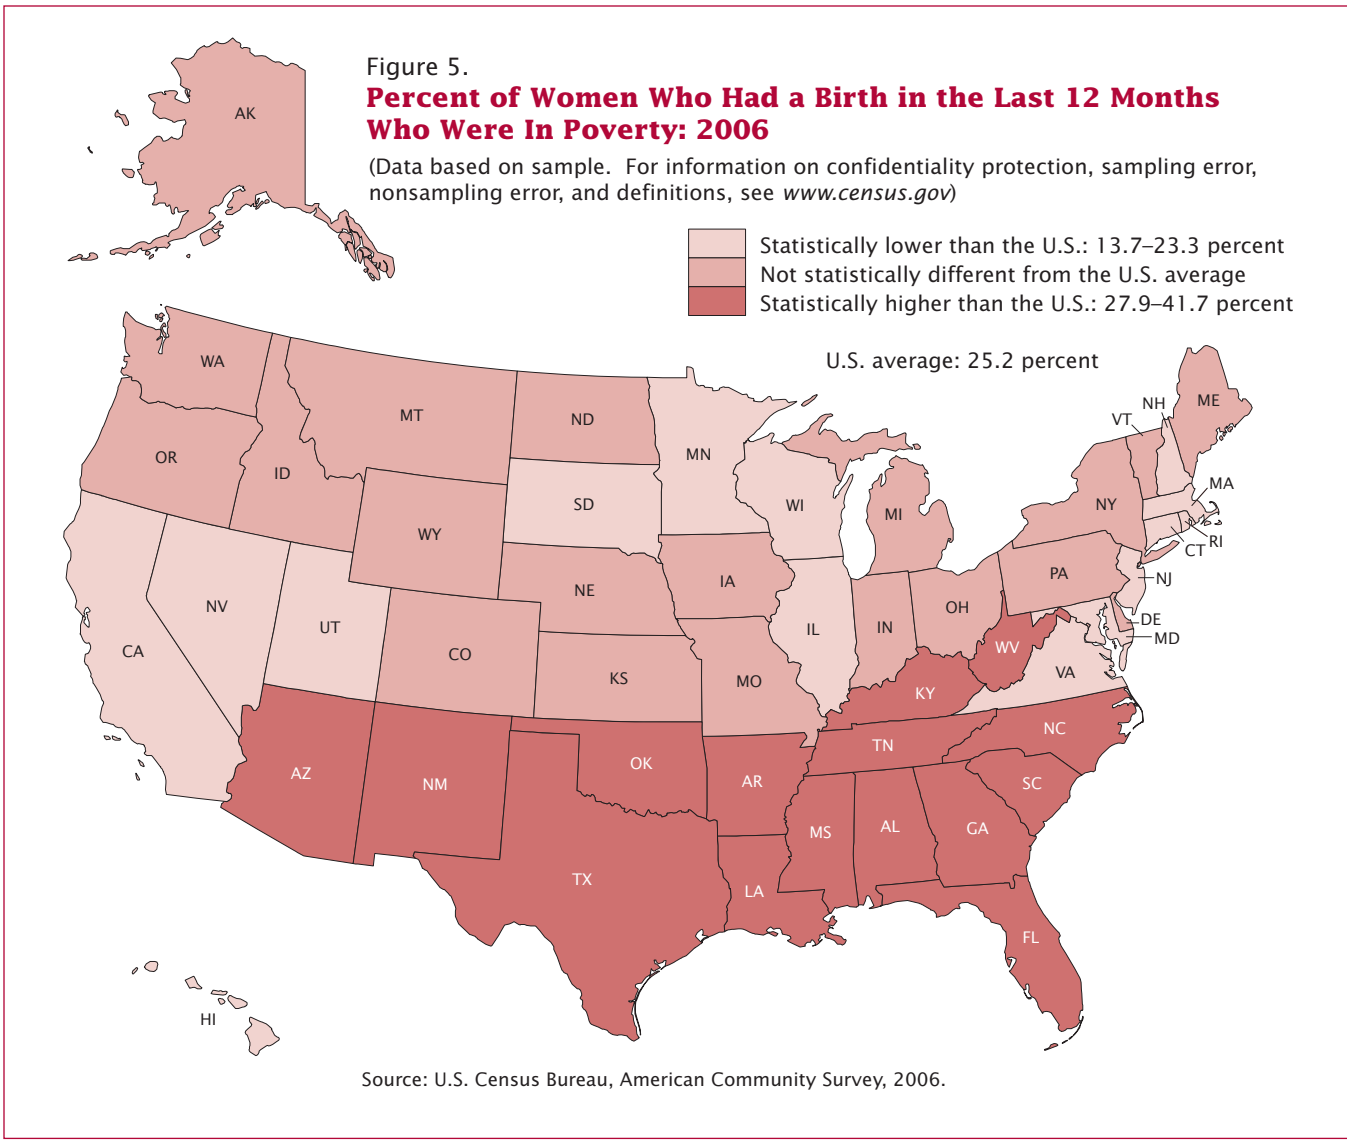 Figure 5.
Percent of Women Who Had a Birth in the Last 12 Months
Who Were In Poverty: 2006
(Data based on sample.  For information on confidentiality protection, sampling error,
nonsampling error, and definitions, see www.census.gov)
Statistically lower than the U.S.: 13.7–23.3 percent
Not statistically different from the U.S. average
Statistically higher than the U.S.: 27.9–41.7 percent
U.S. average: 25.2 percent
AK
WA
OR
ID
MT
ND
MN
SD
WY
WI
MI
NY
VT
NH
ME
MA
RI
CT
NJ
PA
DE
MD
CA
NV
UT
CO
NE
IA
KS
MO
IL
IN
OH
WV
VA
KY
TN
NC
SC
AZ
NM
OK
AR
TX
LA
MS
AL
GA
FL
HI
Source: U.S. Census Bureau, American Community Survey, 2006.